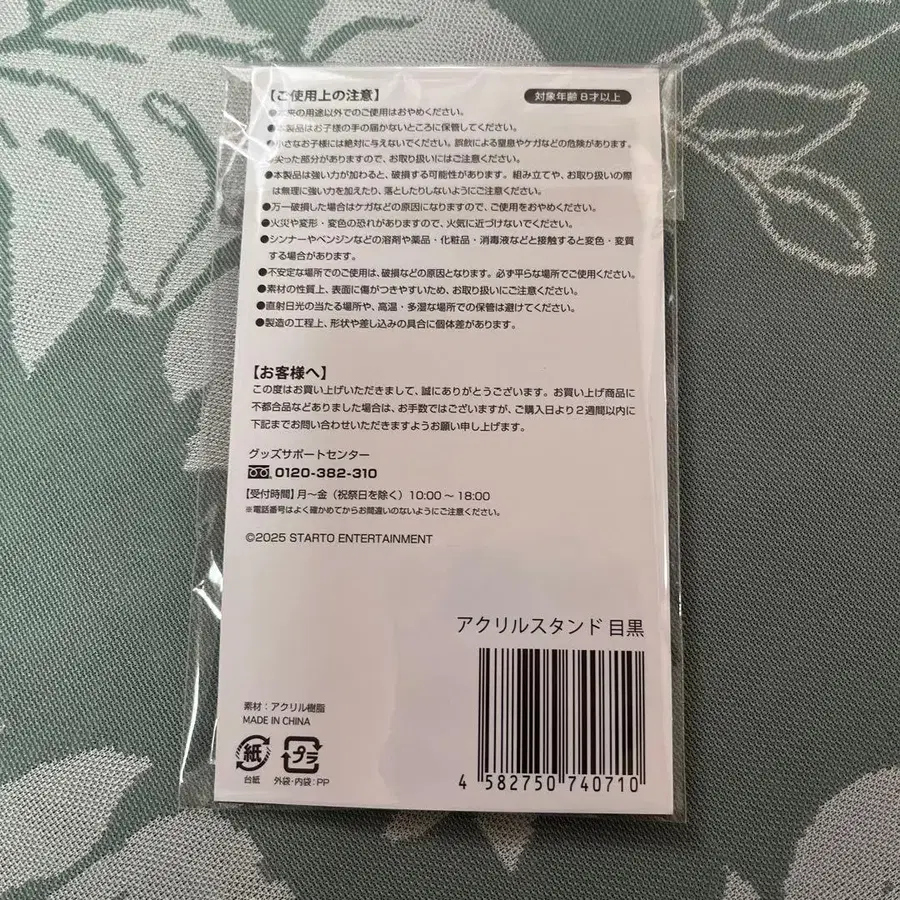 【ご使用上の注意】
対象年齢8才以上
●本来の用途以外でのご使用はおやめください。
●本製品はお子様の手の届かないところに保管してください。
●小さなお子様には絶対に与えないでください。誤飲による窒息やケガなどの危険があります。
尖った部分がありますので、お取り扱いにはご注意ください。
●本製品は強い力が加わると、破損する可能性があります。組み立てや、お取り扱いの際
は無理に強い力を加えたり、落としたりしないようにご注意ください。
●万一破損した場合はケガなどの原因になりますので、ご使用をおやめください。
●火災や変形・変色の恐れがありますので、火気に近づけないでください。
●シンナーやベンジンなどの溶剤や薬品・化粧品・消毒液などと接触すると変色・変質
する場合があります。
●不安定な場所でのご使用は、破損などの原因となります。必ず平らな場所でご使用ください。
●素材の性質上、表面に傷がつきやすいため、お取り扱いにご注意ください。
●直射日光の当たる場所や、高温・多湿な場所での保管は避けてください。
●製造の工程上、形状や差し込みの具合に個体差があります。
【お客様へ】
この度はお買い上げいただきまして、誠にありがとうございます。お買い上げ商品に
不都合品などありました場合は、お手数ではございますが、ご購入日より2週間以内に
下記までお問い合わせいただきますようお願い申し上げます。
グッズサポートセンター
0120-382-310
【受付時間】月～金（祝祭日を除く）10:00～18:00
※電話番号はよく確かめてからお間違いのないようにご注意ください。
©2025 STARTO ENTERTAINMENT
アクリルスタンド 目黒
素材：アクリル樹脂
MADE IN CHINA
紙
プラ
台紙
外袋・内袋：PP
4 582750 740710